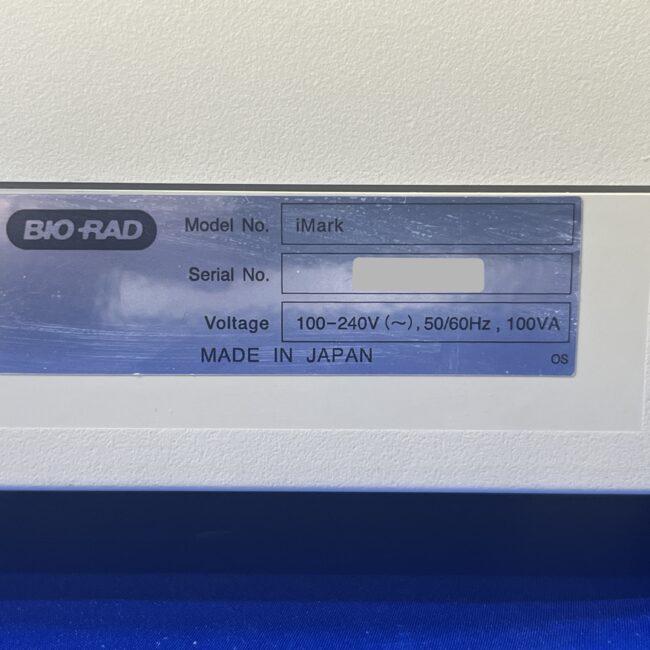 BIO-RAD
Model No. iMark
Serial No.
Voltage 100-240V (~), 50/60Hz , 100VA
MADE IN JAPAN
OS